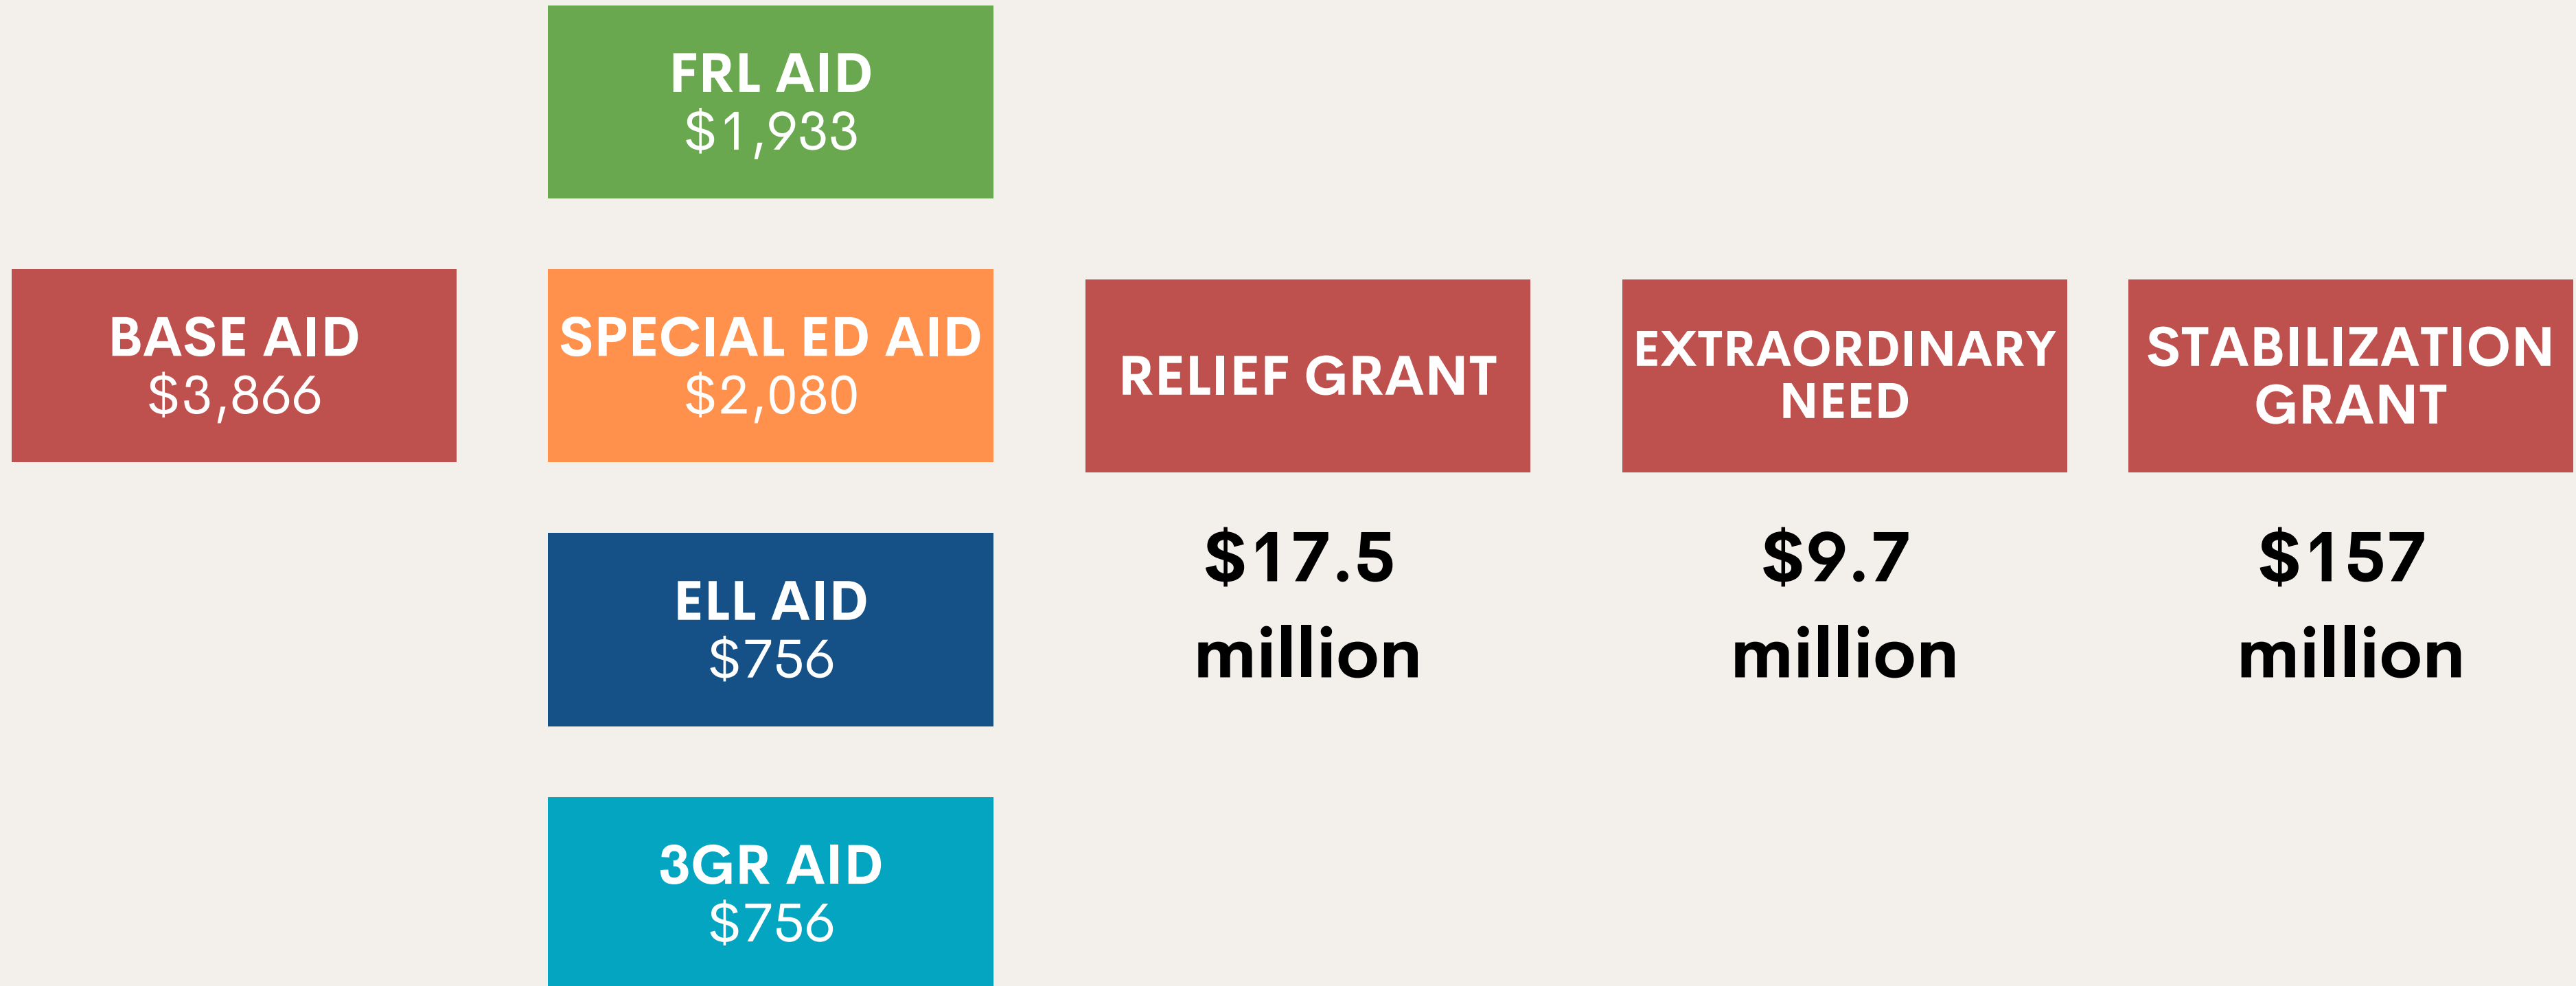 BASE AID
$3,866
FRL AID
$1,933
SPECIAL ED AID
$2,080
ELL AID
$756
3GR AID
$756
RELIEF GRANT
$17.5
million
EXTRAORDINARY
NEED
$9.7
million
STABILIZATION
GRANT
$157
million